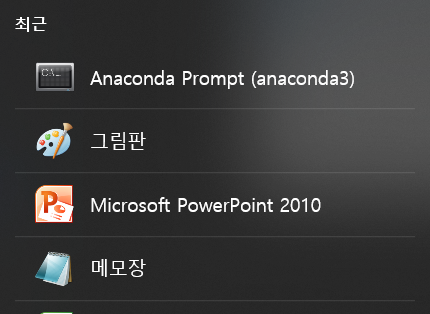 최근
Anaconda Prompt (anaconda3)
그림판
Microsoft PowerPoint 2010
메모장